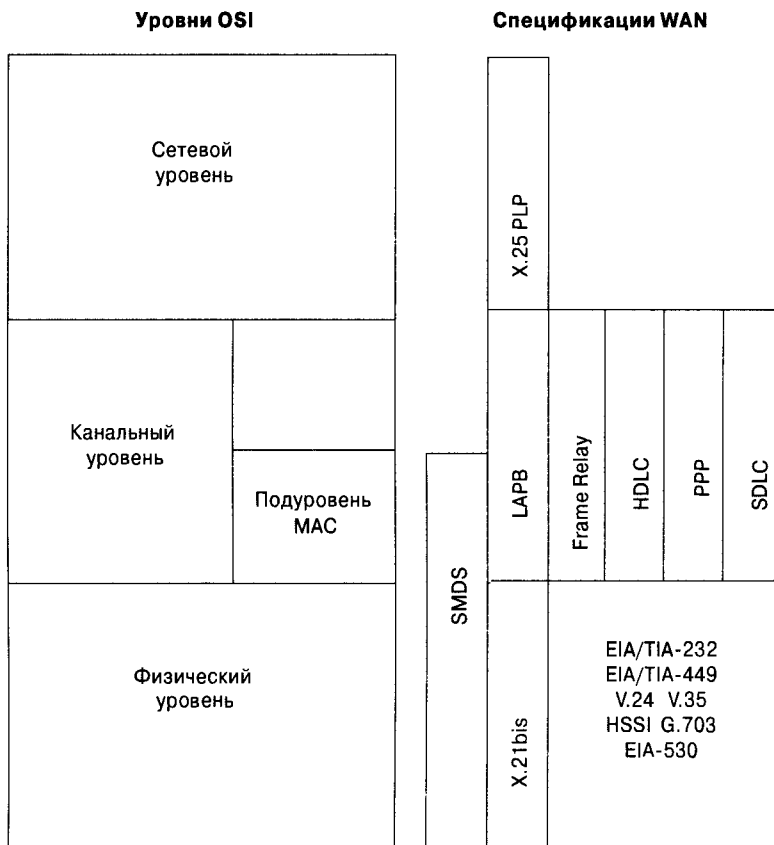 Уровни OSI
Спецификации WAN
Сетевой
уровень
Канальный
уровень
Подуровень
MAC
Физический
уровень
X.25 PLP
LAPB
Frame Relay
HDLC
PPP
SDLC
SMDS
X.21bis
EIA/TIA-232
EIA/TIA-449
V.24 V.35
HSSI G.703
EIA-530